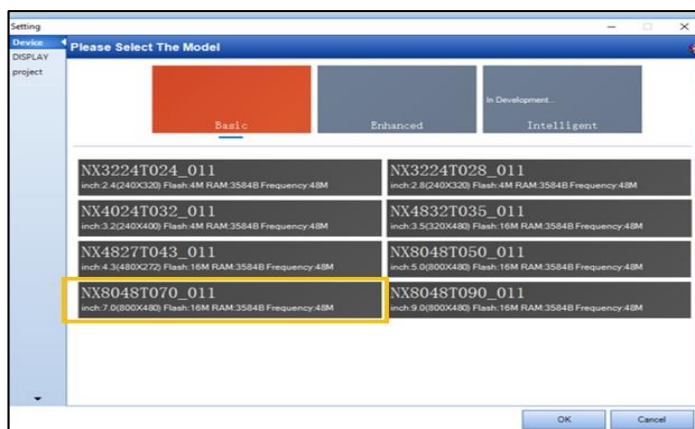 Setting
Device
DISPLAY
project
Please Select The Model
Basic
Enhanced
In Development...
Intelligent
NX3224T024_011
inch:2.4(240X320) Flash:4M RAM:3584B Frequency:48M
NX3224T028_011
inch:2.8(240X320) Flash:4M RAM:3584B Frequency:48M
NX4024T032_011
inch:3.2(240X400) Flash:4M RAM:3584B Frequency:48M
NX4832T035_011
inch:3.5(320X480) Flash:16M RAM:3584B Frequency:48M
NX4827T043_011
inch:4.3(480X272) Flash:16M RAM:3584B Frequency:48M
NX8048T050_011
inch:5.0(800X480) Flash:16M RAM:3584B Frequency:48M
NX8048T070_011
inch:7.0(800X480) Flash:16M RAM:3584B Frequency:48M
NX8048T090_011
inch:9.0(800X480) Flash:16M RAM:3584B Frequency:48M
OK
Cancel